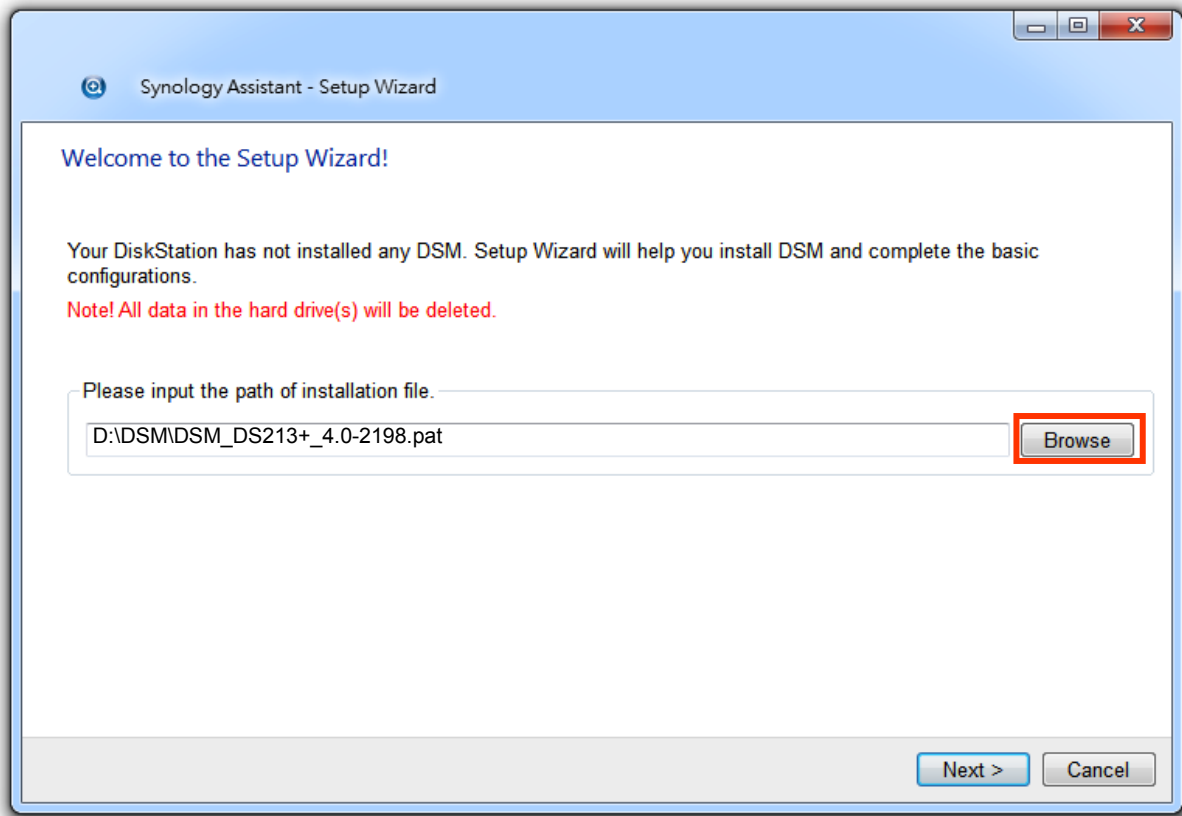 Synology Assistant - Setup Wizard
Welcome to the Setup Wizard!
Your DiskStation has not installed any DSM. Setup Wizard will help you install DSM and complete the basic
configurations.
Note! All data in the hard drive(s) will be deleted.
Please input the path of installation file.
D:\DSM\DSM_DS213+_4.0-2198.pat
Browse
Next >
Cancel